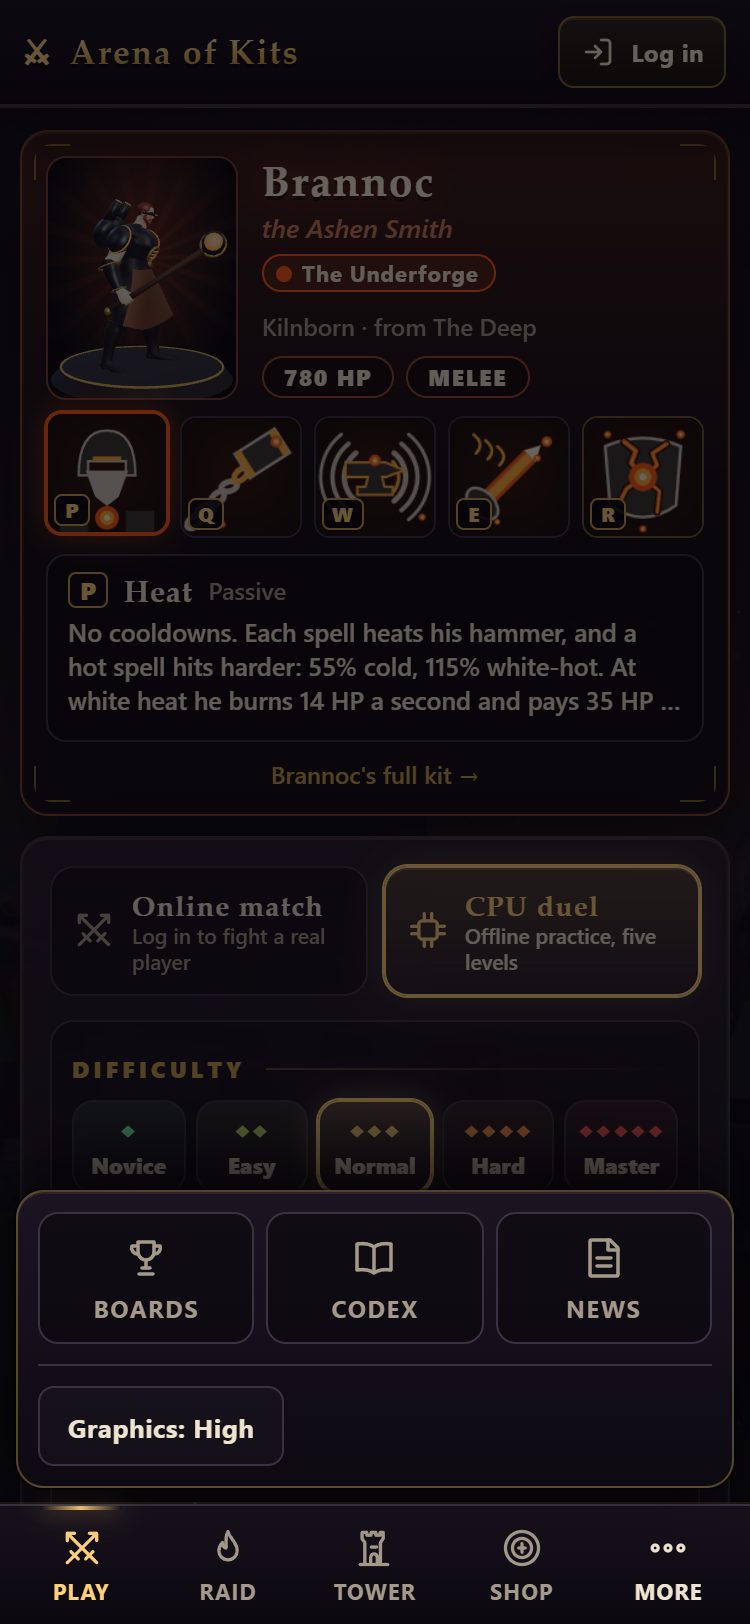 Arena of Kits
Log in
Brannoc
the Ashen Smith
The Underforge
Kilnborn · from The Deep
780 HP
MELEE
P
Q
W
E
R
P Heat Passive
No cooldowns. Each spell heats his hammer, and a
hot spell hits harder: 55% cold, 115% white-hot. At
white heat he burns 14 HP a second and pays 35 HP ...
Brannoc's full kit →
Online match
Log in to fight a real
player
CPU duel
Offline practice, five
levels
DIFFICULTY
Novice
Easy
Normal
Hard
Master
BOARDS
CODEX
NEWS
Graphics: High
PLAY
RAID
TOWER
SHOP
MORE